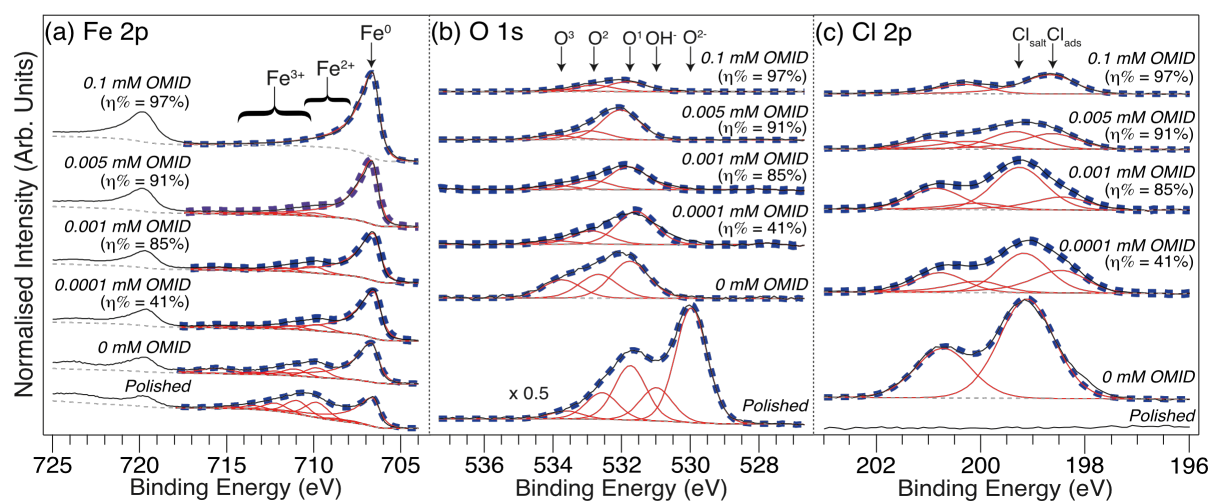 Normalised Intensity (Arb. Units)
(a) Fe 2p
Fe⁰
Fe³⁺
Fe²⁺
0.1 mM OMID
(η% = 97%)
0.005 mM OMID
(η% = 91%)
0.001 mM OMID
(η% = 85%)
0.0001 mM OMID
(η% = 41%)
0 mM OMID
Polished
725 720 715 710 705
Binding Energy (eV)
(b) O 1s
O³ O² O¹ OH⁻ O²⁻
0.1 mM OMID
(η% = 97%)
0.005 mM OMID
(η% = 91%)
0.001 mM OMID
(η% = 85%)
0.0001 mM OMID
(η% = 41%)
0 mM OMID
x 0.5
Polished
536 534 532 530 528
Binding Energy (eV)
(c) Cl 2p
Clsalt Clads
0.1 mM OMID
(η% = 97%)
0.005 mM OMID
(η% = 91%)
0.001 mM OMID
(η% = 85%)
0.0001 mM OMID
(η% = 41%)
0 mM OMID
Polished
202 200 198 196
Binding Energy (eV)